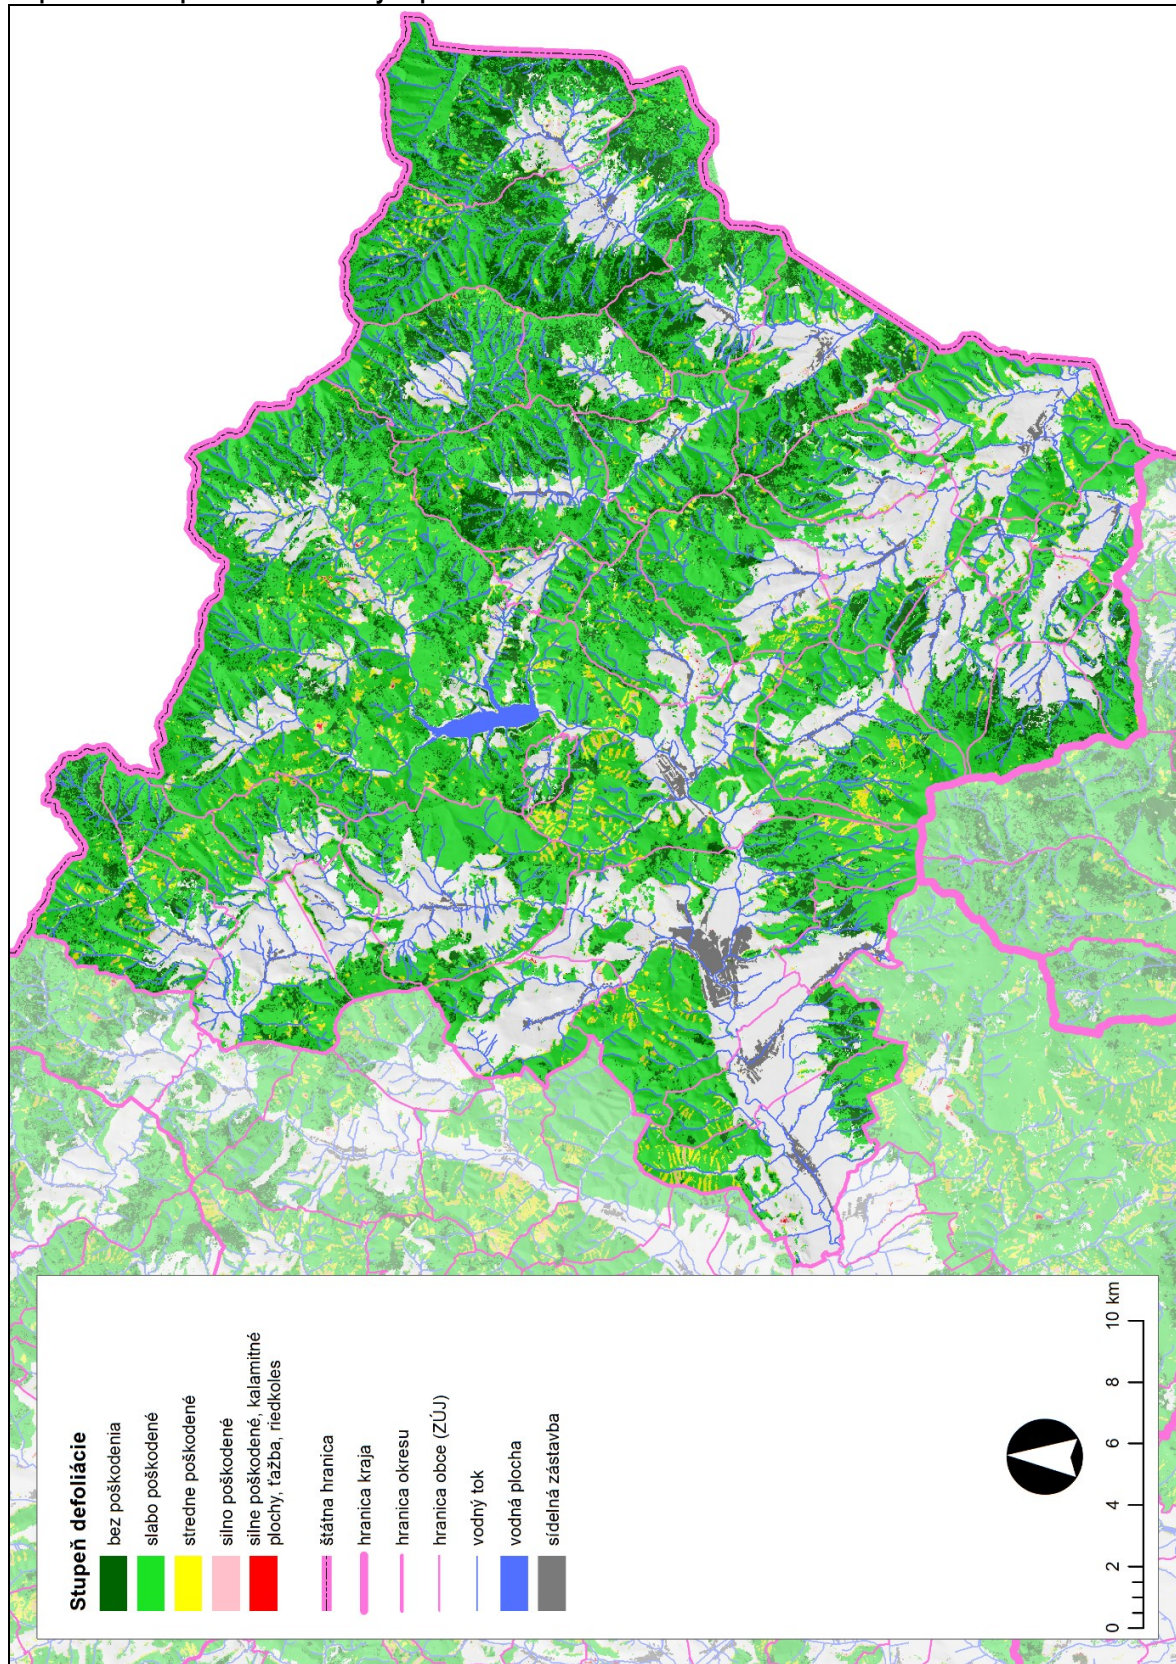 Stupeň defoliácie
bez poškodenia
slabo poškodené
stredne poškodené
silno poškodené
silne poškodené, kalamitné
plochy, ťažba, riedkoles
štátna hranica
hranica kraja
hranica okresu
hranica obce (ZÚJ)
vodný tok
vodná plocha
sídelná zástavba
0 2 4 6 8 10 km